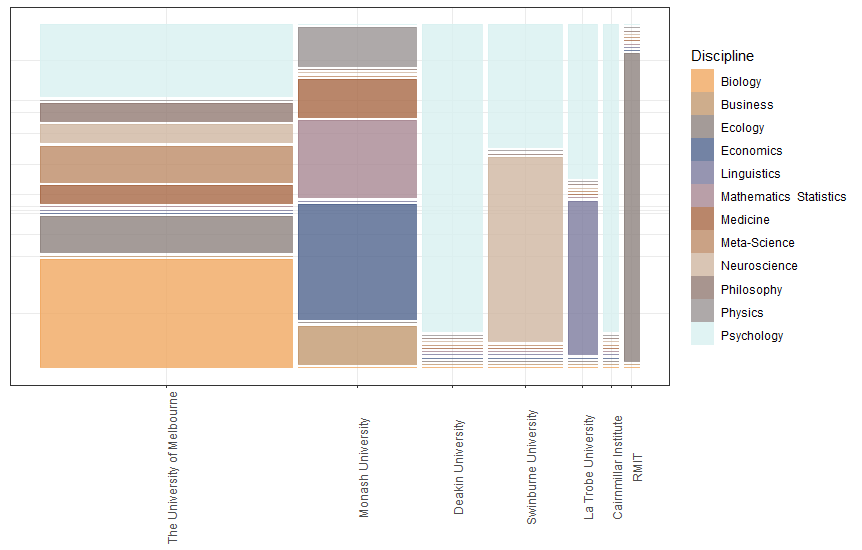 Discipline
Biology
Business
Ecology
Economics
Linguistics
Mathematics Statistics
Medicine
Meta-Science
Neuroscience
Philosophy
Physics
Psychology
The University of Melbourne
Monash University
Deakin University
Swinburne University
La Trobe University
Cairnmillar Institute
RMIT